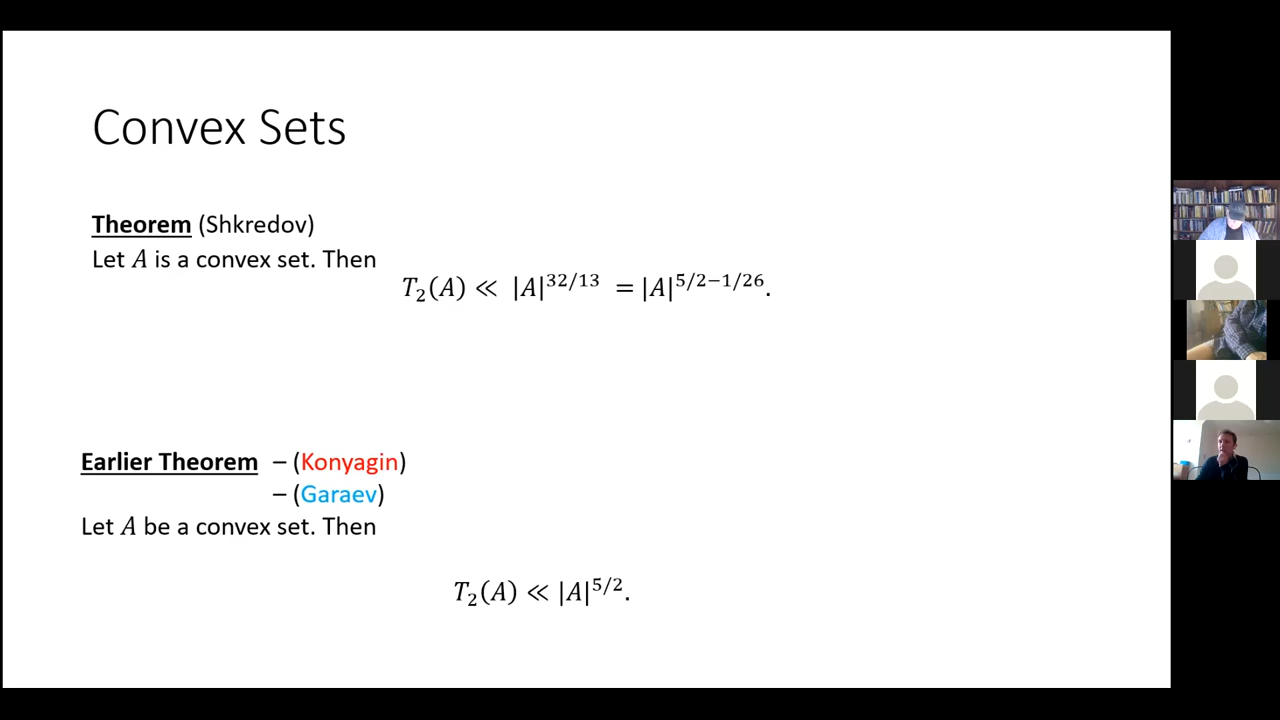 Convex Sets
Theorem (Shkredov)
Let A is a convex set. Then
T₂(A) ≪ |A|^{32/13} = |A|^{5/2−1/26}.
Earlier Theorem – (Konyagin)
– (Garaev)
Let A be a convex set. Then
T₂(A) ≪ |A|^{5/2}.